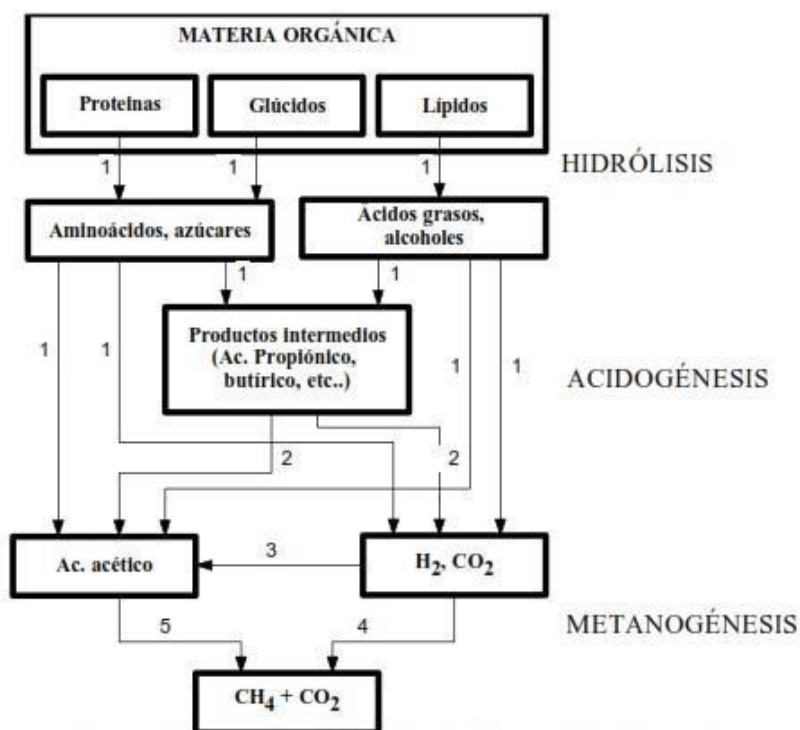 MATERIA ORGÁNICA
Proteinas
Glúcidos
Lípidos
1
1
1
HIDRÓLISIS
Aminoácidos, azúcares
Ácidos grasos,
alcoholes
1
1
1
1
1
1
Productos intermedios
(Ac. Propiónico,
butírico, etc..)
ACIDOGÉNESIS
2
2
Ac. acético
3
H2, CO2
5
4
METANOGÉNESIS
CH4 + CO2